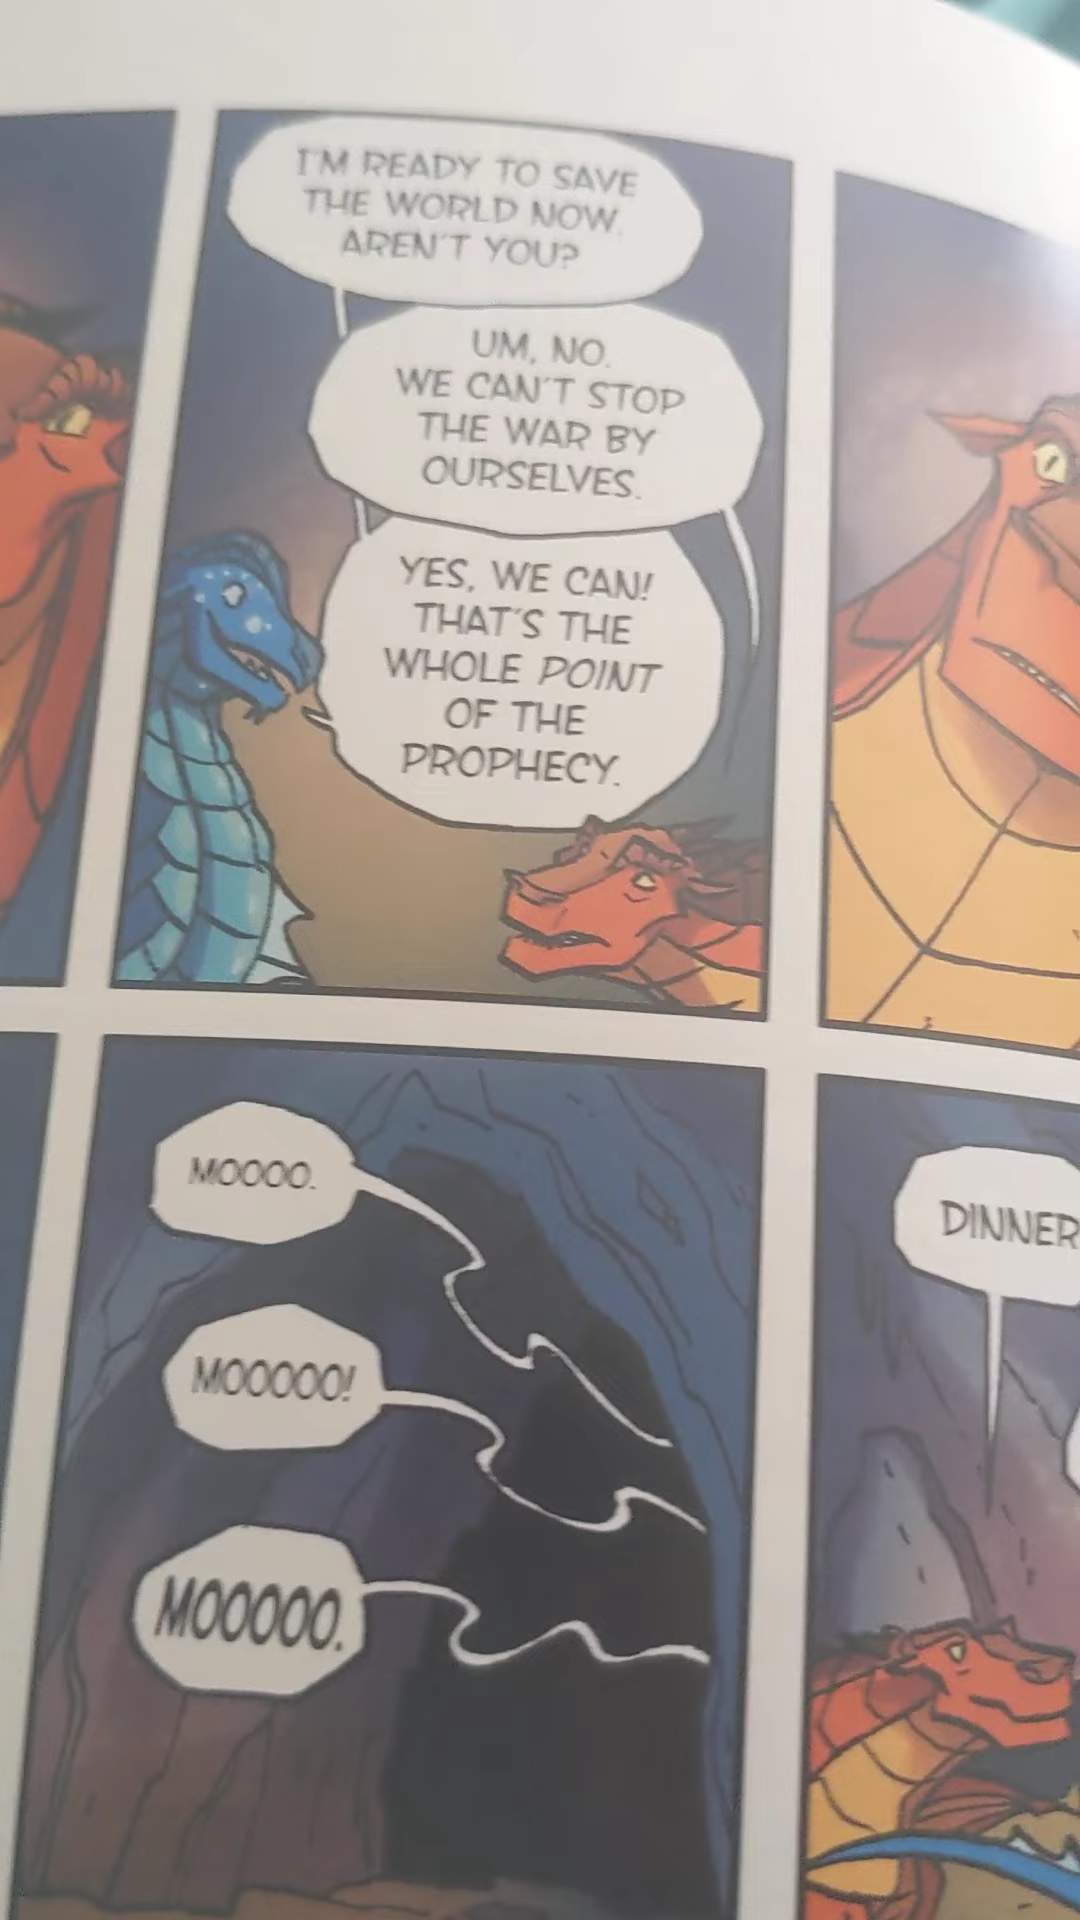 I'M READY TO SAVE
THE WORLD NOW.
AREN'T YOU?
UM, NO.
WE CAN'T STOP
THE WAR BY
OURSELVES.
YES, WE CAN!
THAT'S THE
WHOLE POINT
OF THE
PROPHECY.
MOOOO.
MOOOOO!
MOOOOO.
DINNER